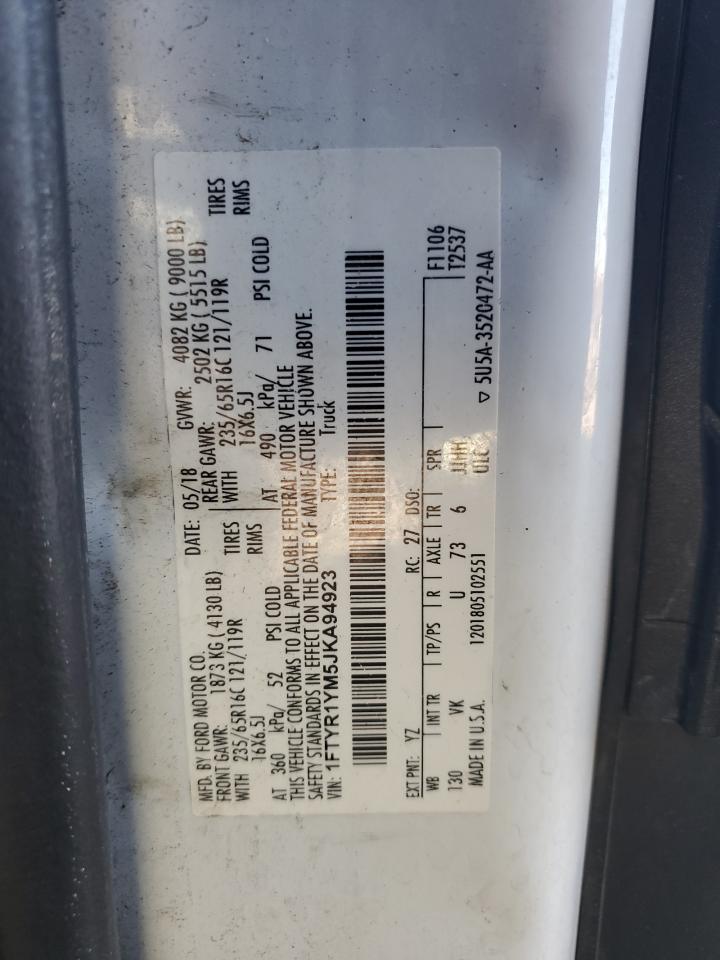 MFD. BY FORD MOTOR CO.
DATE: 05/18
GVWR: 4082 KG ( 9000 LB)
FRONT GAWR: 1873 KG ( 4130 LB)
REAR GAWR: 2502 KG ( 5515 LB)
WITH 235/65R16C 121/119R TIRES
WITH 235/65R16C 121/119R TIRES
16X6.5J RIMS
16X6.5J RIMS
AT 360 kPa/ 52 PSI COLD
AT 490 kPa/ 71 PSI COLD
THIS VEHICLE CONFORMS TO ALL APPLICABLE FEDERAL MOTOR VEHICLE
SAFETY STANDARDS IN EFFECT ON THE DATE OF MANUFACTURE SHOWN ABOVE.
VIN: 1FTYR1YM5JKA94923
TYPE: Truck
EXT PNT: YZ RC: 27 DSO: F1106
WB INT TR TP/PS R AXLE TR SPR T2537
130 VK U 73 6
MADE IN U.S.A. 1201805102551
▽ 5U5A-3520472-AA